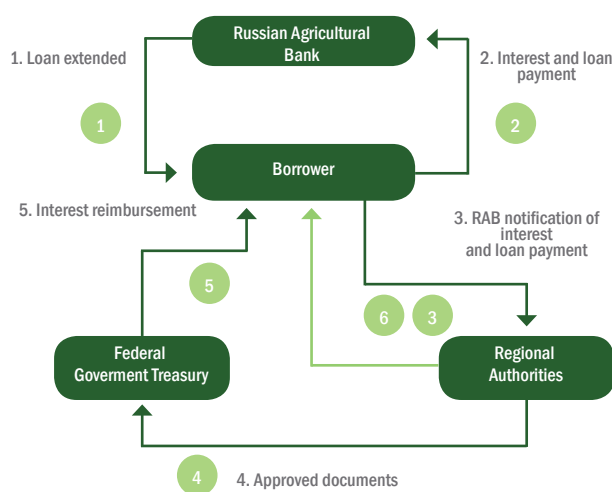 Russian Agricultural
Bank
1. Loan extended
2. Interest and loan
payment
1
2
Borrower
5. Interest reimbursement
3. RAB notification of
interest
and loan payment
5
6
3
Federal
Goverment Treasury
Regional
Authorities
4
4. Approved documents